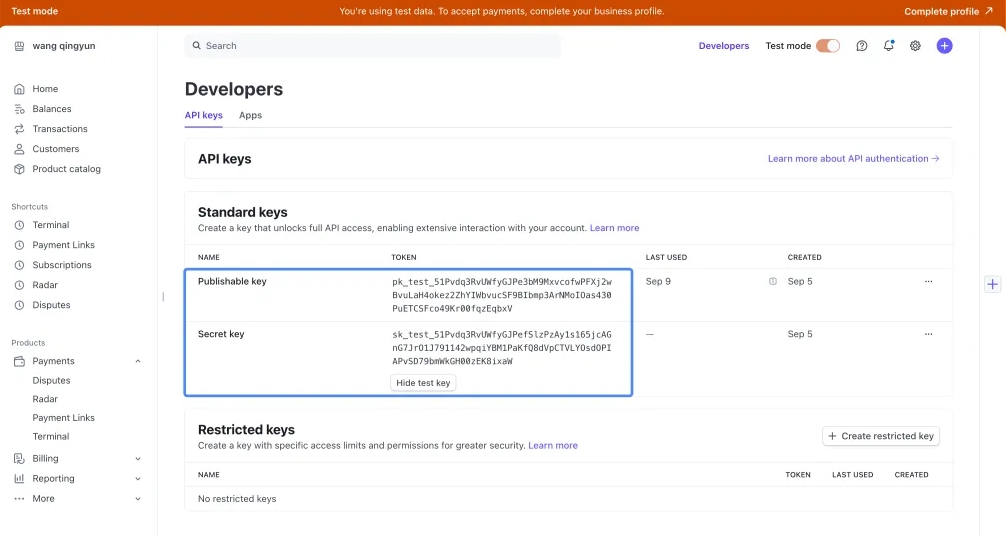 Test mode
You're using test data. To accept payments, complete your business profile.
Complete profile
wang qingyun
Search
Developers
Test mode
Home
Balances
Transactions
Customers
Product catalog
Shortcuts
Terminal
Payment Links
Subscriptions
Radar
Disputes
Products
Payments
Disputes
Radar
Payment Links
Terminal
Billing
Reporting
More
Developers
API keys
Apps
API keys
Learn more about API authentication →
Standard keys
Create a key that unlocks full API access, enabling extensive interaction with your account. Learn more
NAME TOKEN LAST USED CREATED
Publishable key
pk_test_51Pvdq3RvUWfyGJPe3bM9MxvcofwPFXj2w
BvuLaH4okez2ZhYIWbvucSF9BIbmp3ArNMoIOas430
PuETCSFco49Kr00fqzEqbxV
Sep 9
Sep 5
Secret key
sk_test_51Pvdq3RvUWfyGJPefSlzPzAy1s165jcAG
nG7JrO1J791142wpqiYBM1PaKfQ8dVpCTVLYOsdOPI
APvSD79bmWkGH00zEK8ixaW
—
Sep 5
Hide test key
Restricted keys
Create a key with specific access limits and permissions for greater security. Learn more
+ Create restricted key
NAME TOKEN LAST USED CREATED
No restricted keys